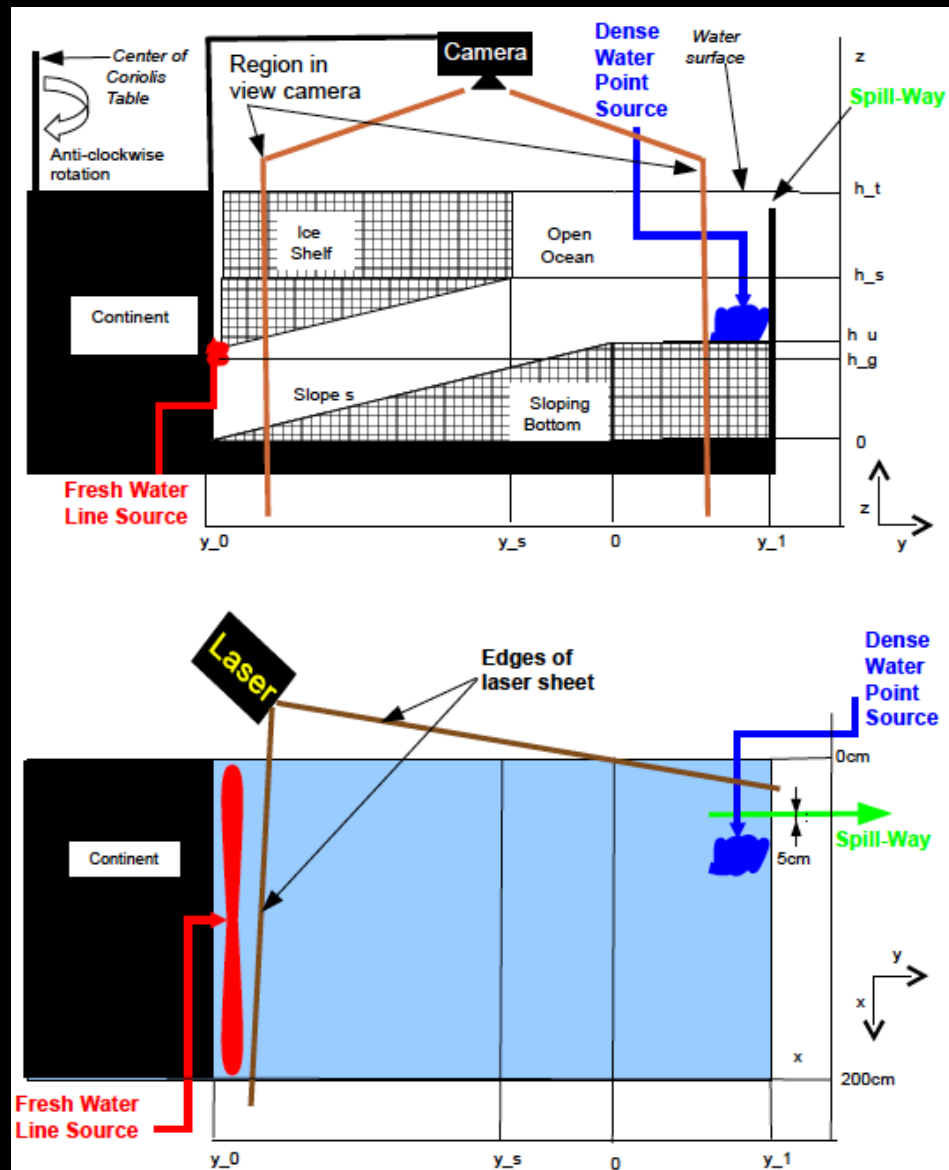 Center of
Coriolis
Table
Anti-clockwise
rotation
Region in
view camera
Camera
Dense
Water
Point
Source
Water
surface
z
Spill-Way
h_t
Ice
Shelf
Open
Ocean
h_s
Continent
h_u
h_g
Slope s
Sloping
Bottom
0
Fresh Water
Line Source
z
y
y_0
y_s
0
y_1
Laser
Edges of
laser sheet
Dense
Water
Point
Source
0cm
Continent
5cm
Spill-Way
y
x
x
200cm
Fresh Water
Line Source
y_0
y_s
0
y_1